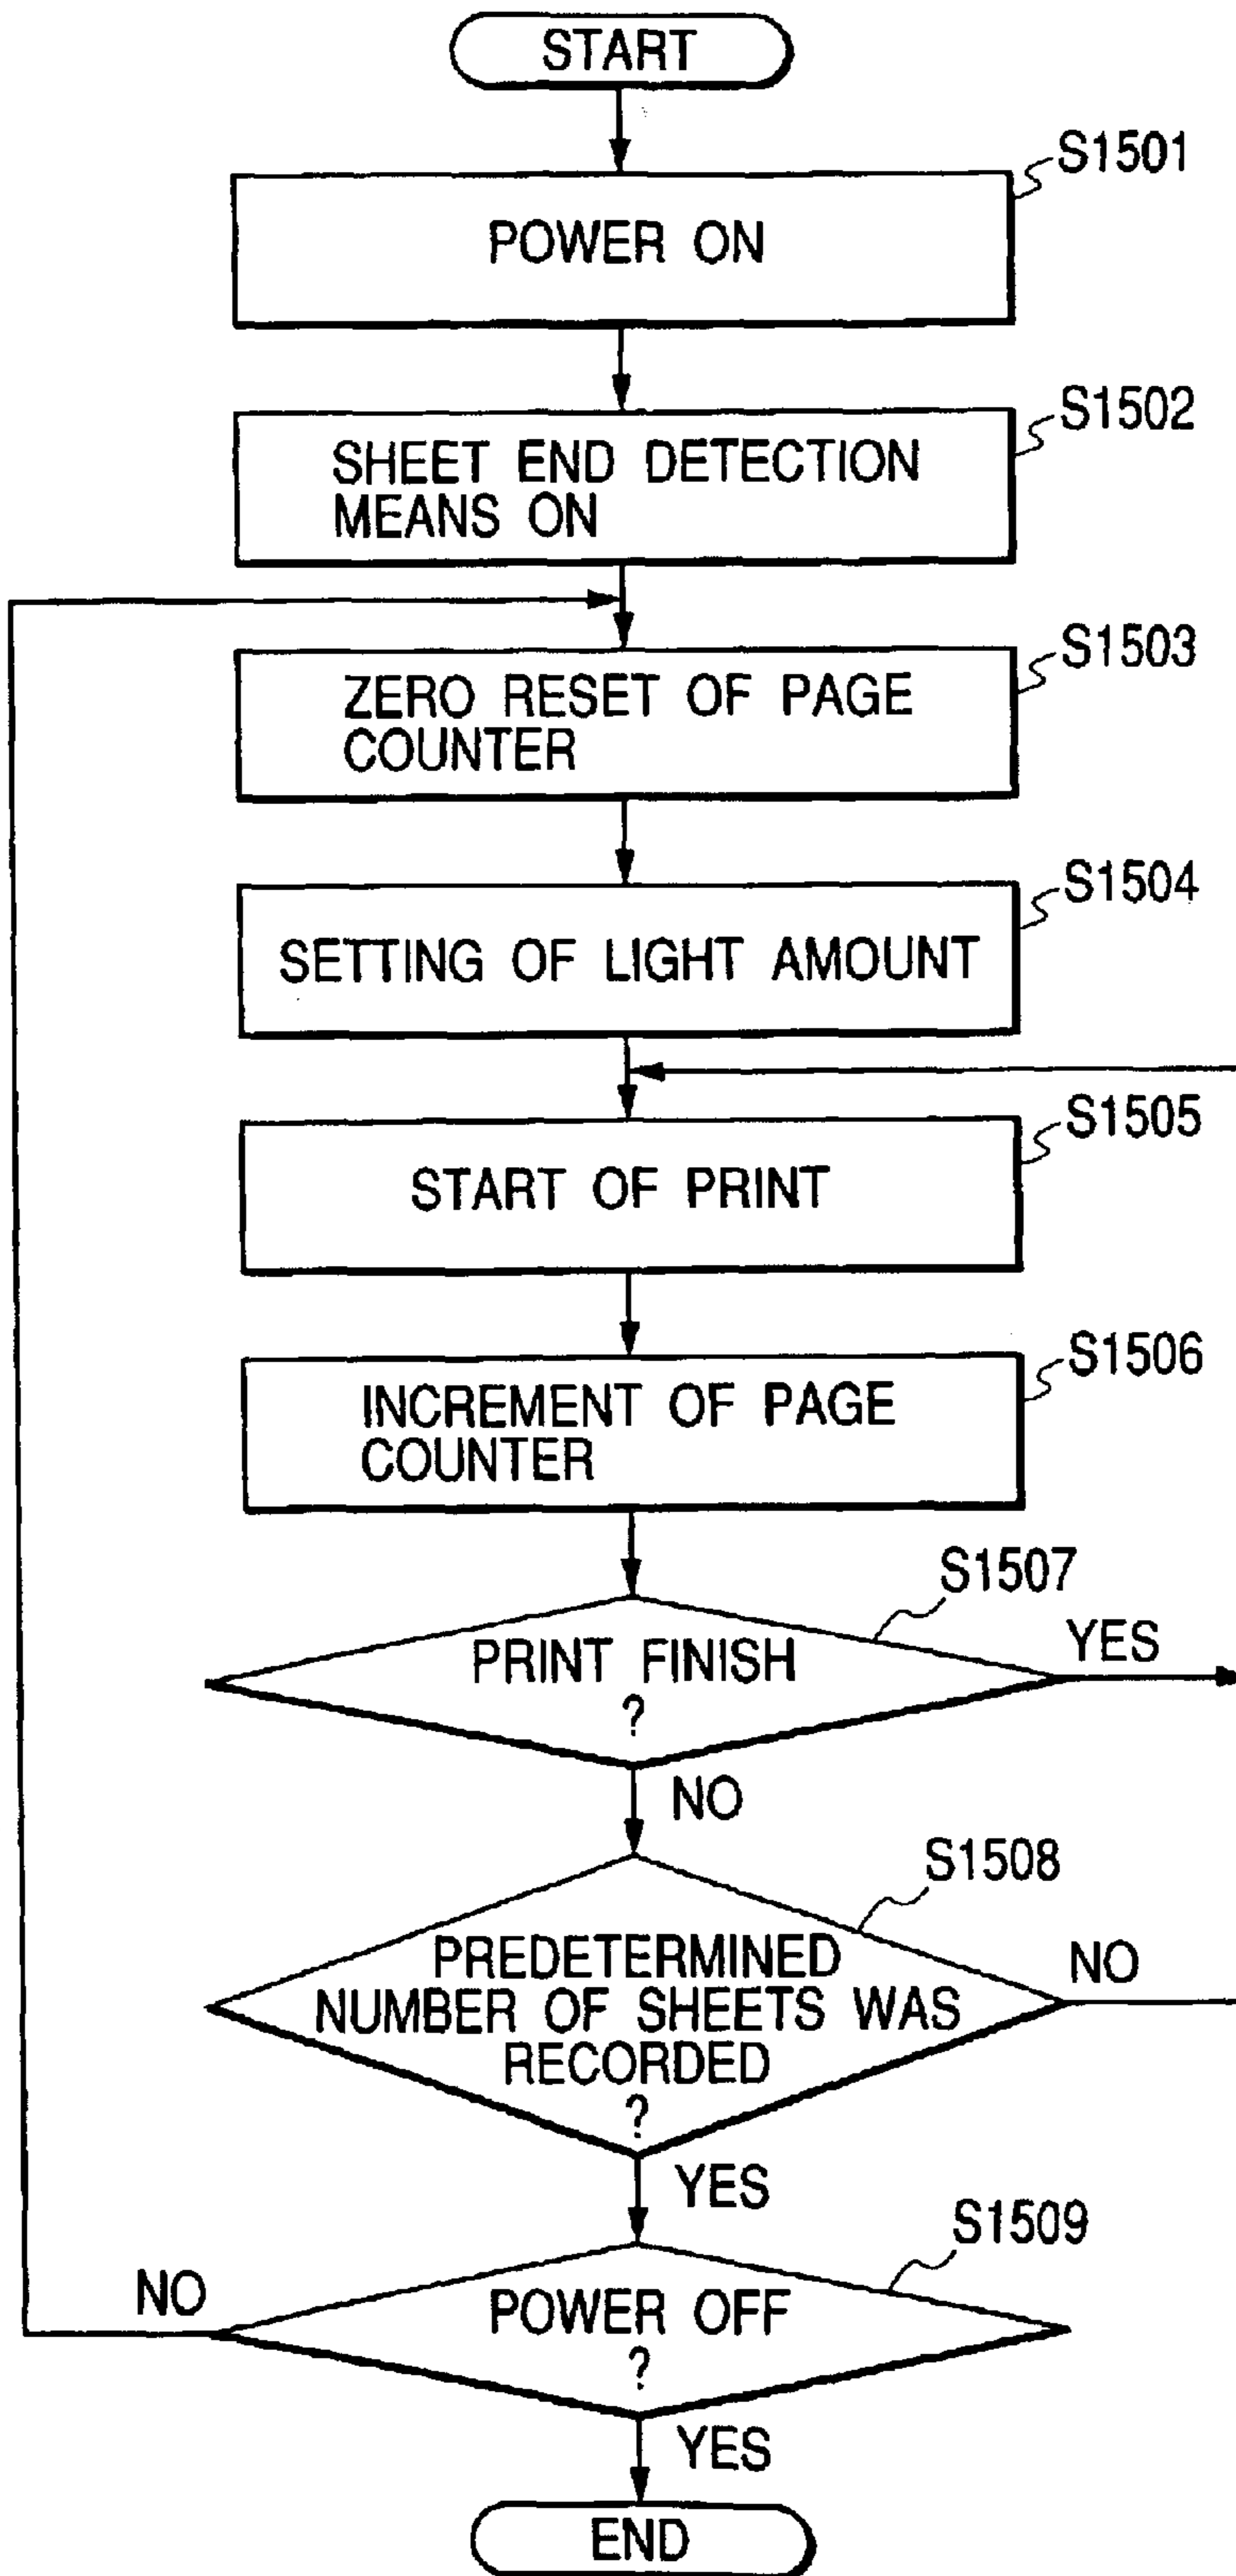 START
S1501
POWER ON
S1502
SHEET END DETECTION
MEANS ON
S1503
ZERO RESET OF PAGE
COUNTER
S1504
SETTING OF LIGHT AMOUNT
S1505
START OF PRINT
S1506
INCREMENT OF PAGE
COUNTER
S1507
PRINT FINISH
?
YES
NO
S1508
PREDETERMINED
NUMBER OF SHEETS WAS
RECORDED
?
NO
YES
S1509
POWER OFF
?
NO
YES
END